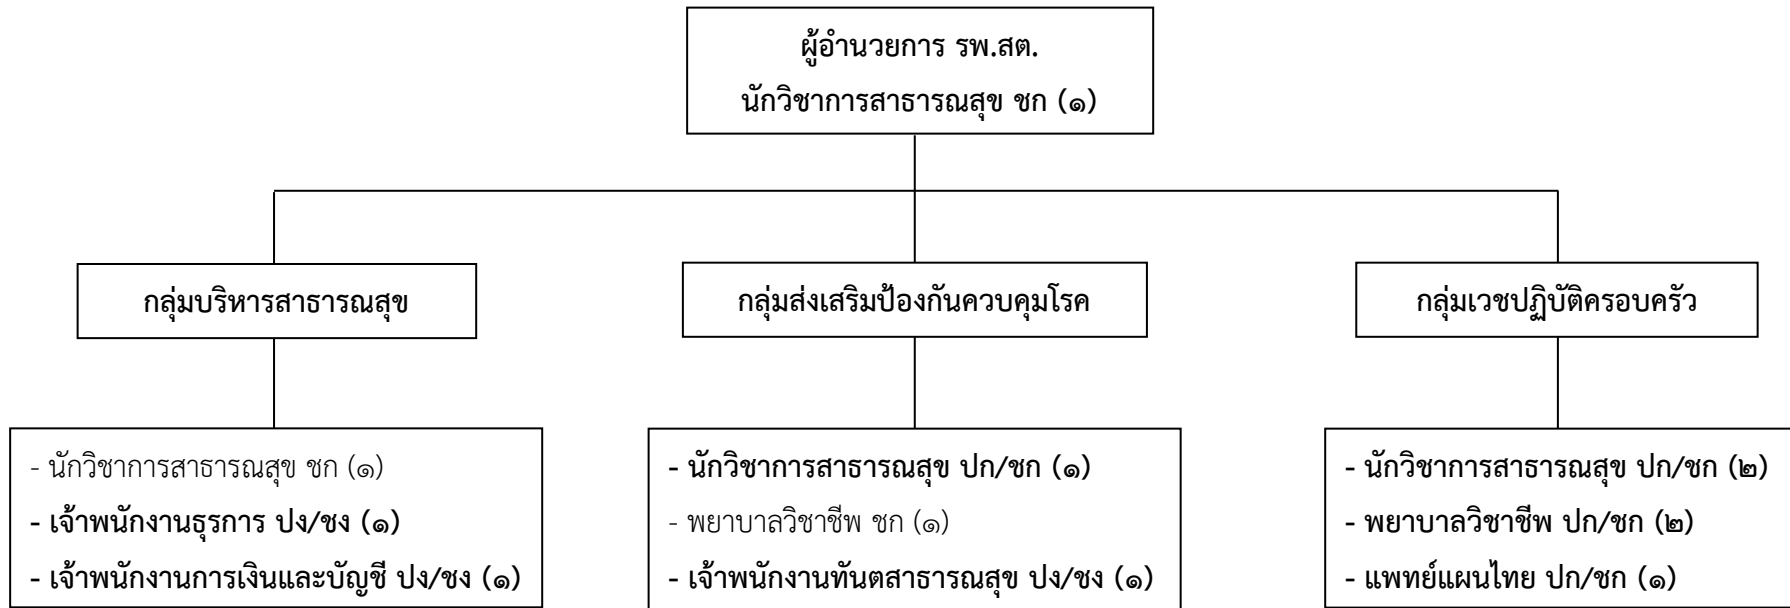 ผู้อำนวยการ รพ.สต.
นักวิชาการสาธารณสุข ชก (๑)
กลุ่มบริหารสาธารณสุข
กลุ่มส่งเสริมป้องกันควบคุมโรค
กลุ่มเวชปฏิบัติครอบครัว
- นักวิชาการสาธารณสุข ชก (๑)
- เจ้าพนักงานธุรการ ปง/ชง (๑)
- เจ้าพนักงานการเงินและบัญชี ปง/ชง (๑)
- นักวิชาการสาธารณสุข ปก/ชก (๑)
- พยาบาลวิชาชีพ ชก (๑)
- เจ้าพนักงานทันตสาธารณสุข ปง/ชง (๑)
- นักวิชาการสาธารณสุข ปก/ชก (๒)
- พยาบาลวิชาชีพ ปก/ชก (๒)
- แพทย์แผนไทย ปก/ชก (๑)